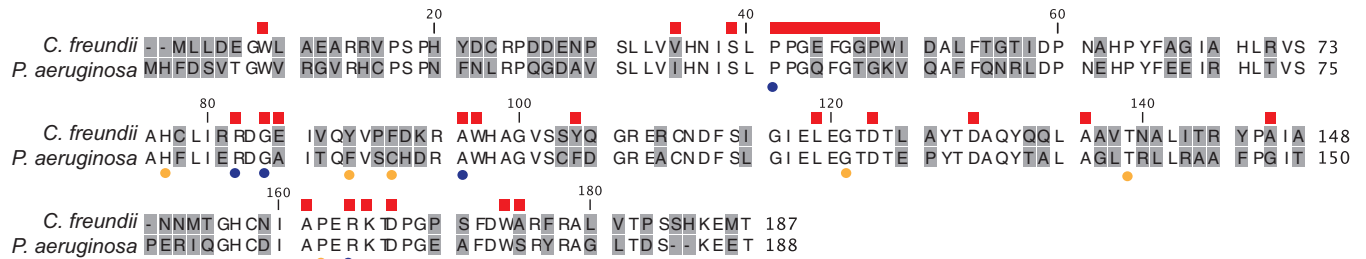 20 40 60
C. freundii --MLLDEGWL AEARRVPSPH YDCRPDDENP SLLVVHNISL PPGEFGGPWI DALFTGTIDP NAHPYFAGIA HLRVS 73
P. aeruginosa MHFDSVTGWV RGVRHCPSPN FNLRPQGDAV SLLVIHNISL PPGQFGTGKV QAFFQNRLDP NEHPYFEEIR HLTVS 75
80 100 120 140
C. freundii AHCLIRRDGE IVQYVPFDKR AWHAGVSSYQ GRERCNDFSI GIELEGTDTL AYTDAQYQQL AAVTNALITR YPAIA 148
P. aeruginosa AHFLIERDGA ITQFVSCHDR AWHAGVSCFD GREACNDFSL GIELEGTDTE PYTDAQYTAL AGLTRLLRAA FPGIT 150
160 180
C. freundii -NNMTGHCNI APERKTDPGP SFDWARFRAL VTPSSHKEMT 187
P. aeruginosa PERIQGHCDI APERKTDPGE AFDWSRYRAG LTDS--KEET 188